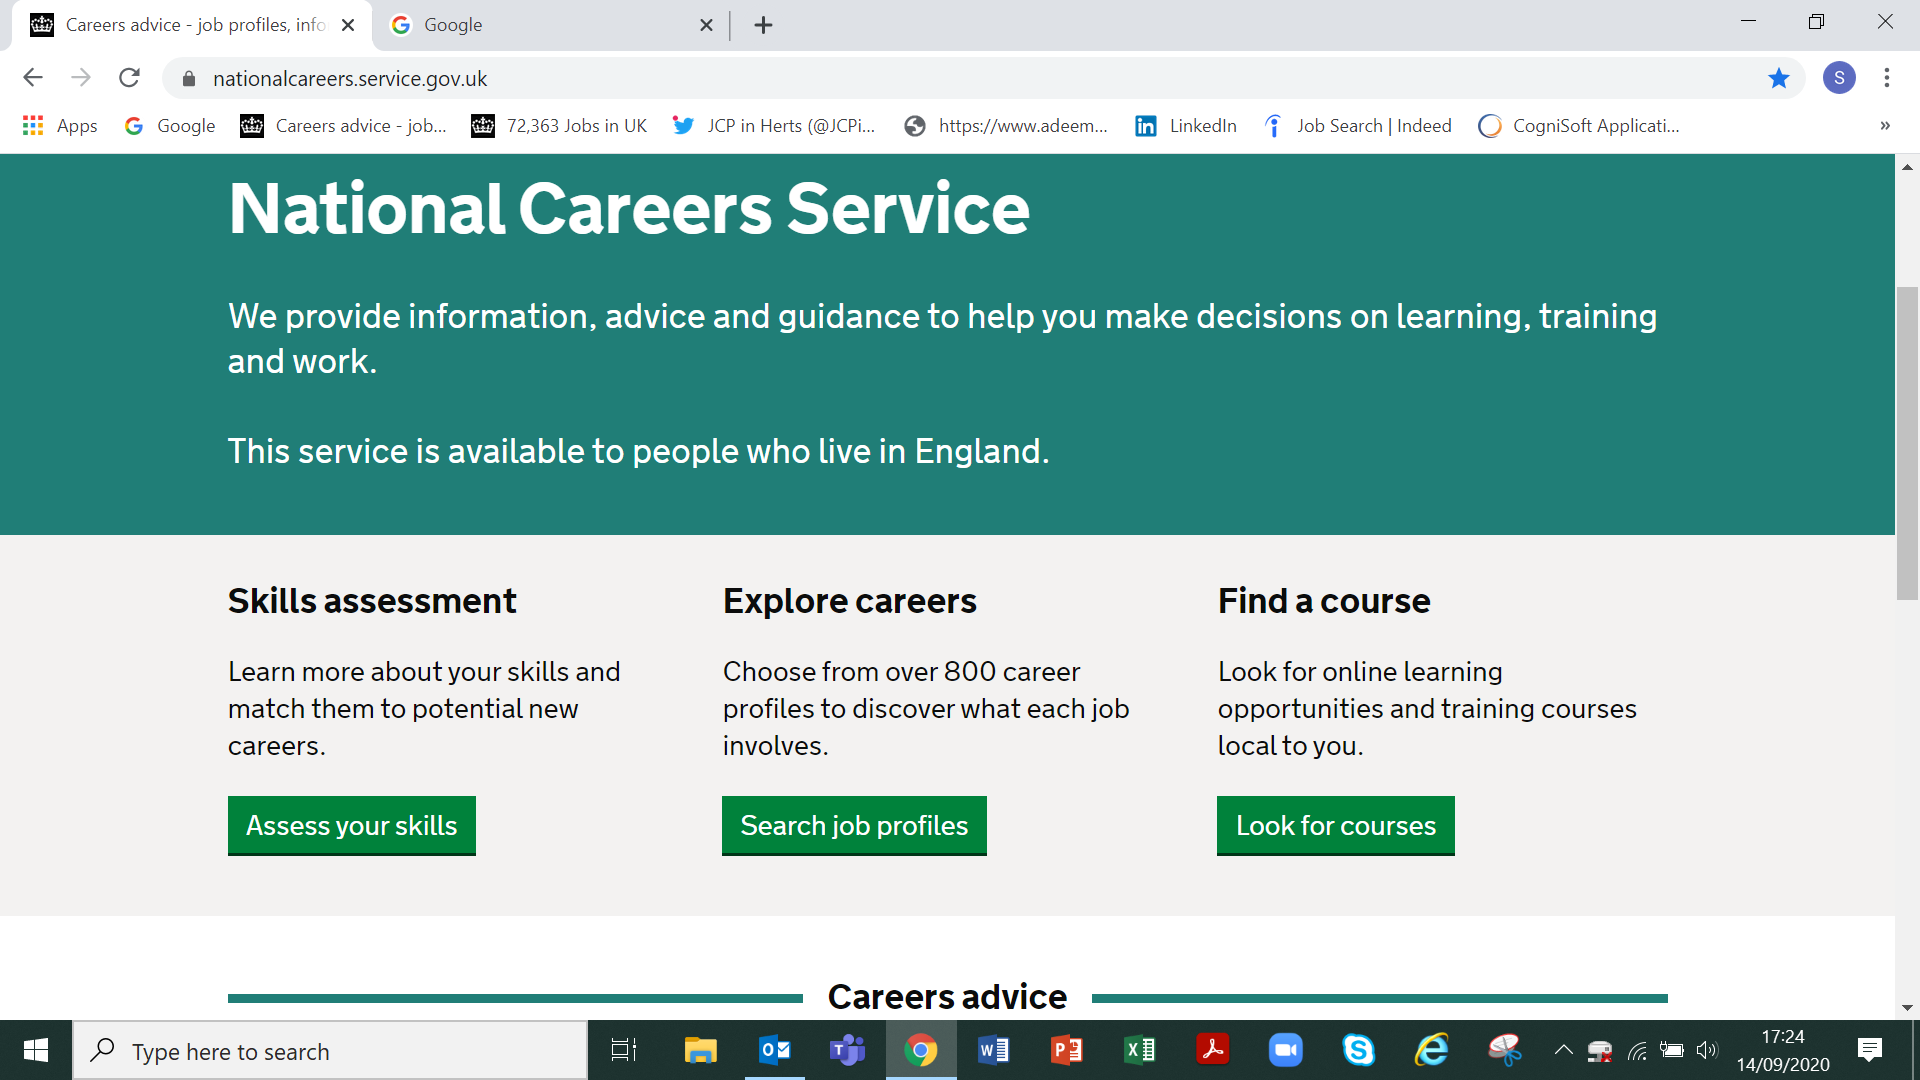 Careers advice - job profiles, info
Google
nationalcareers.service.gov.uk
S
Apps
Google
Careers advice - job...
72,363 Jobs in UK
JCP in Herts (@JCPi...
https://www.adeem...
LinkedIn
Job Search | Indeed
CogniSoft Applicati...
»
National Careers Service
We provide information, advice and guidance to help you make decisions on learning, training
and work.
This service is available to people who live in England.
Skills assessment
Learn more about your skills and
match them to potential new
careers.
Assess your skills
Explore careers
Choose from over 800 career
profiles to discover what each job
involves.
Search job profiles
Find a course
Look for online learning
opportunities and training courses
local to you.
Look for courses
Careers advice
Type here to search
17:24
14/09/2020